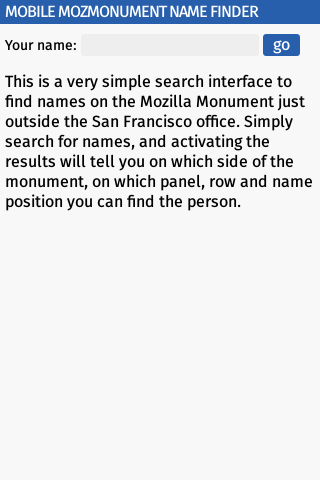 MOBILE MOZMONUMENT NAME FINDER
Your name: go
This is a very simple search interface to
find names on the Mozilla Monument just
outside the San Francisco office. Simply
search for names, and activating the
results will tell you on which side of the
monument, on which panel, row and name
position you can find the person.